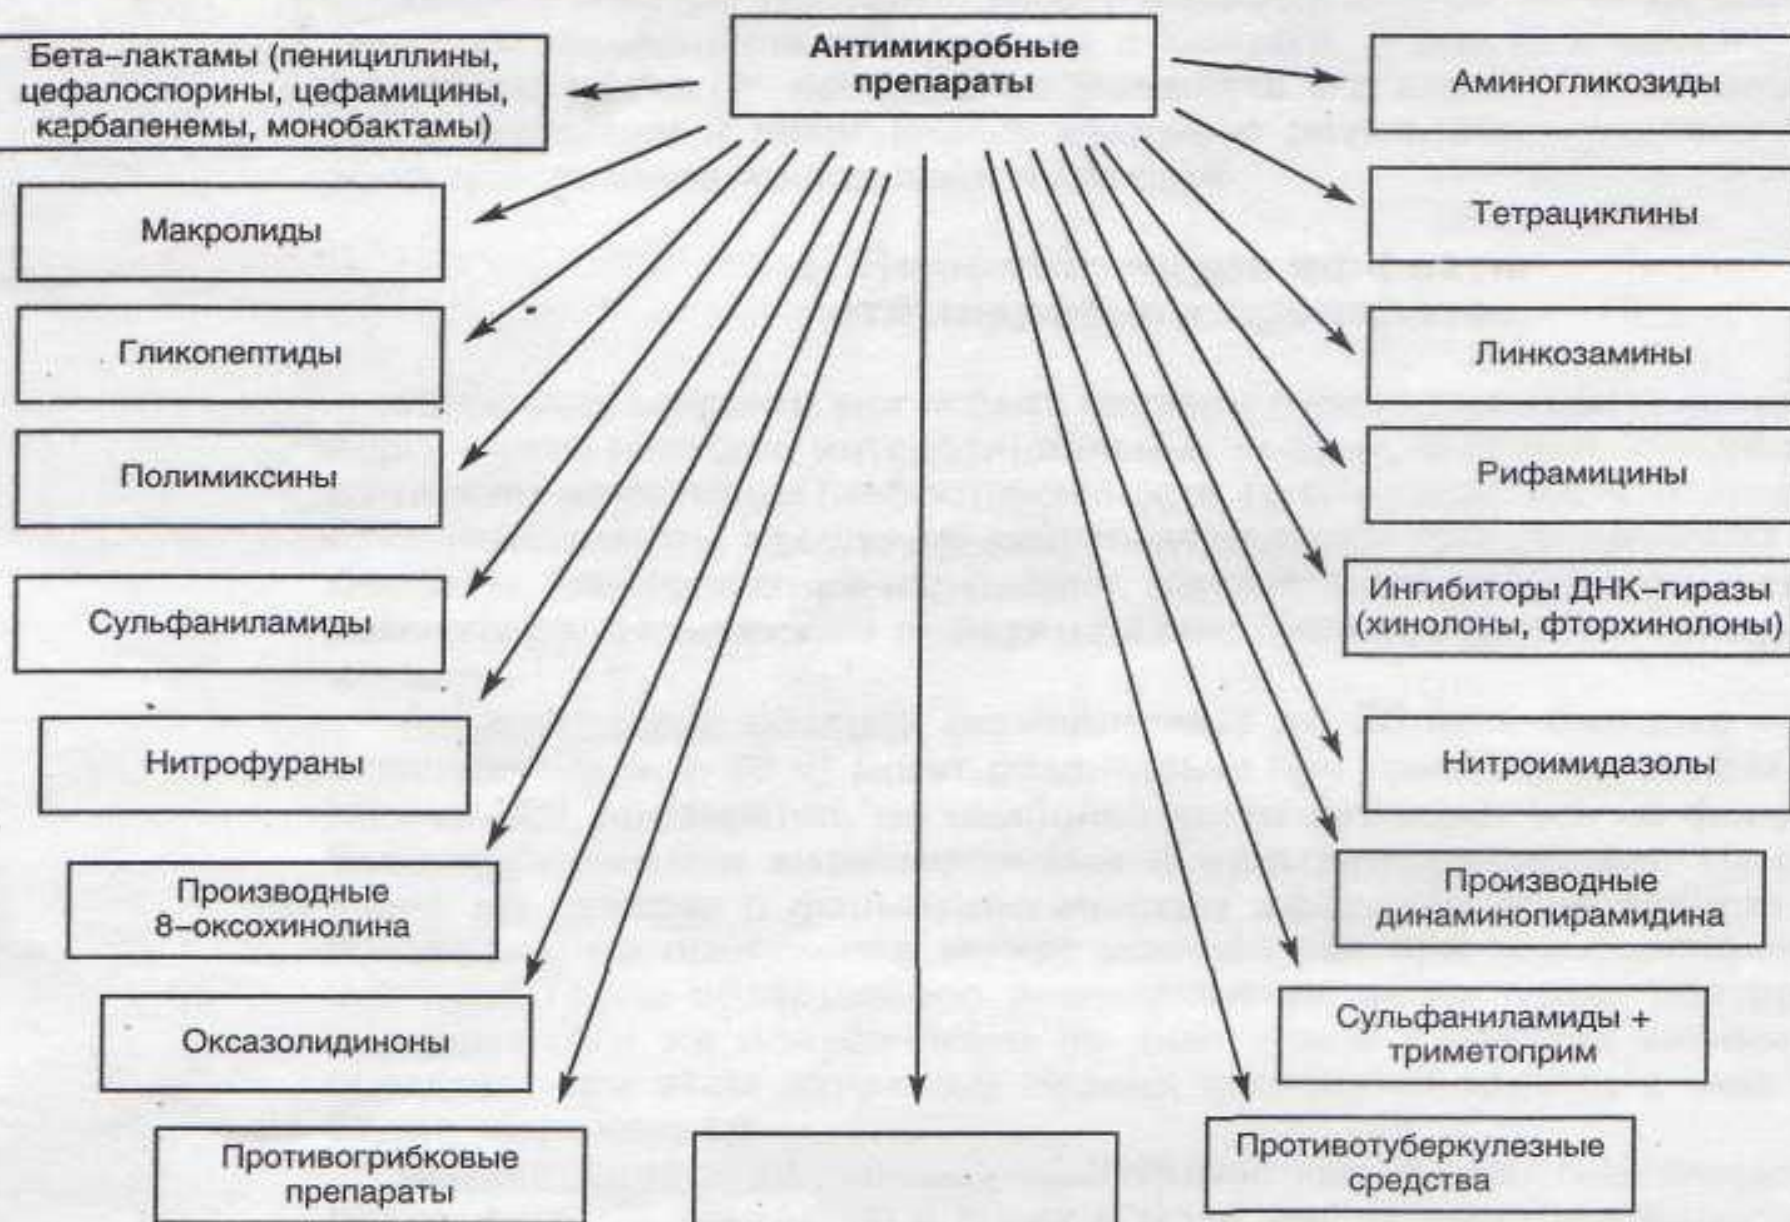 Антимикробные
препараты
Бета–лактамы (пенициллины,
цефалоспорины, цефамицины,
карбапенемы, монобактамы)
Макролиды
Гликопептиды
Полимиксины
Сульфаниламиды
Нитрофураны
Производные
8–оксохинолина
Оксазолидиноны
Противогрибковые
препараты
Аминогликозиды
Тетрациклины
Линкозамины
Рифамицины
Ингибиторы ДНК–гиразы
(хинолоны, фторхинолоны)
Нитроимидазолы
Производные
динаминопирамидина
Сульфаниламиды +
триметоприм
Противотуберкулезные
средства